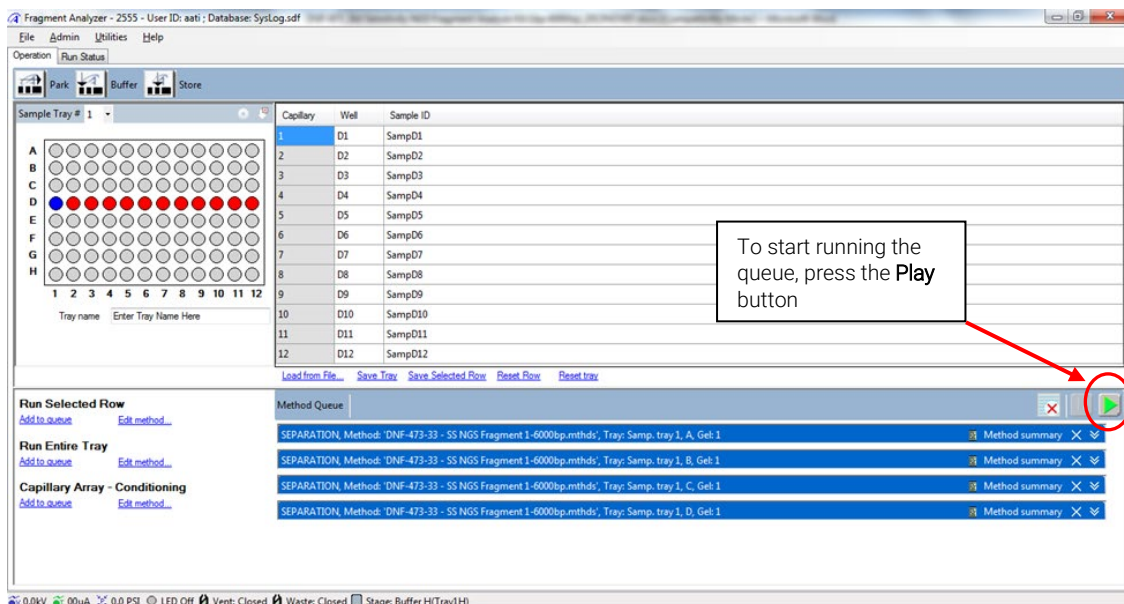 Fragment Analyzer - 2555 - User ID: aati ; Database: SysLog.sdf
File Admin Utilities Help
Operation Run Status
Park Buffer Store
Sample Tray # 1
A
B
C
D
E
F
G
H
1 2 3 4 5 6 7 8 9 10 11 12
Tray name Enter Tray Name Here
Capillary Well Sample ID
1 D1 SampD1
2 D2 SampD2
3 D3 SampD3
4 D4 SampD4
5 D5 SampD5
6 D6 SampD6
7 D7 SampD7
8 D8 SampD8
9 D9 SampD9
10 D10 SampD10
11 D11 SampD11
12 D12 SampD12
Load from File... Save Tray Save Selected Row Reset Row Reset tray
To start running the
queue, press the Play
button
Run Selected Row
Add to queue Edit method...
Run Entire Tray
Add to queue Edit method...
Capillary Array - Conditioning
Add to queue Edit method...
Method Queue
SEPARATION, Method: 'DNF-473-33 - SS NGS Fragment 1-6000bp.mthds', Tray: Samp. tray 1, A, Gel: 1 Method summary
SEPARATION, Method: 'DNF-473-33 - SS NGS Fragment 1-6000bp.mthds', Tray: Samp. tray 1, B, Gel: 1 Method summary
SEPARATION, Method: 'DNF-473-33 - SS NGS Fragment 1-6000bp.mthds', Tray: Samp. tray 1, C, Gel: 1 Method summary
SEPARATION, Method: 'DNF-473-33 - SS NGS Fragment 1-6000bp.mthds', Tray: Samp. tray 1, D, Gel: 1 Method summary
0.0kV 00uA 0.0 PSI LED Off Vent: Closed Waste: Closed Stage: Buffer H(Tray1H)